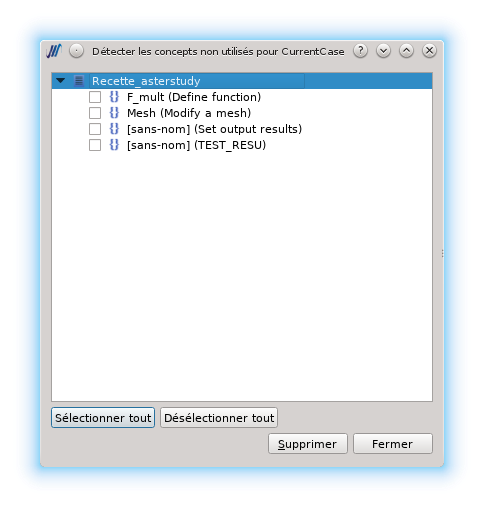 Détecter les concepts non utilisés pour CurrentCase
Recette_asterstudy
{} F_mult (Define function)
{} Mesh (Modify a mesh)
{} [sans-nom] (Set output results)
{} [sans-nom] (TEST_RESU)
Sélectionner tout Désélectionner tout
Supprimer Fermer